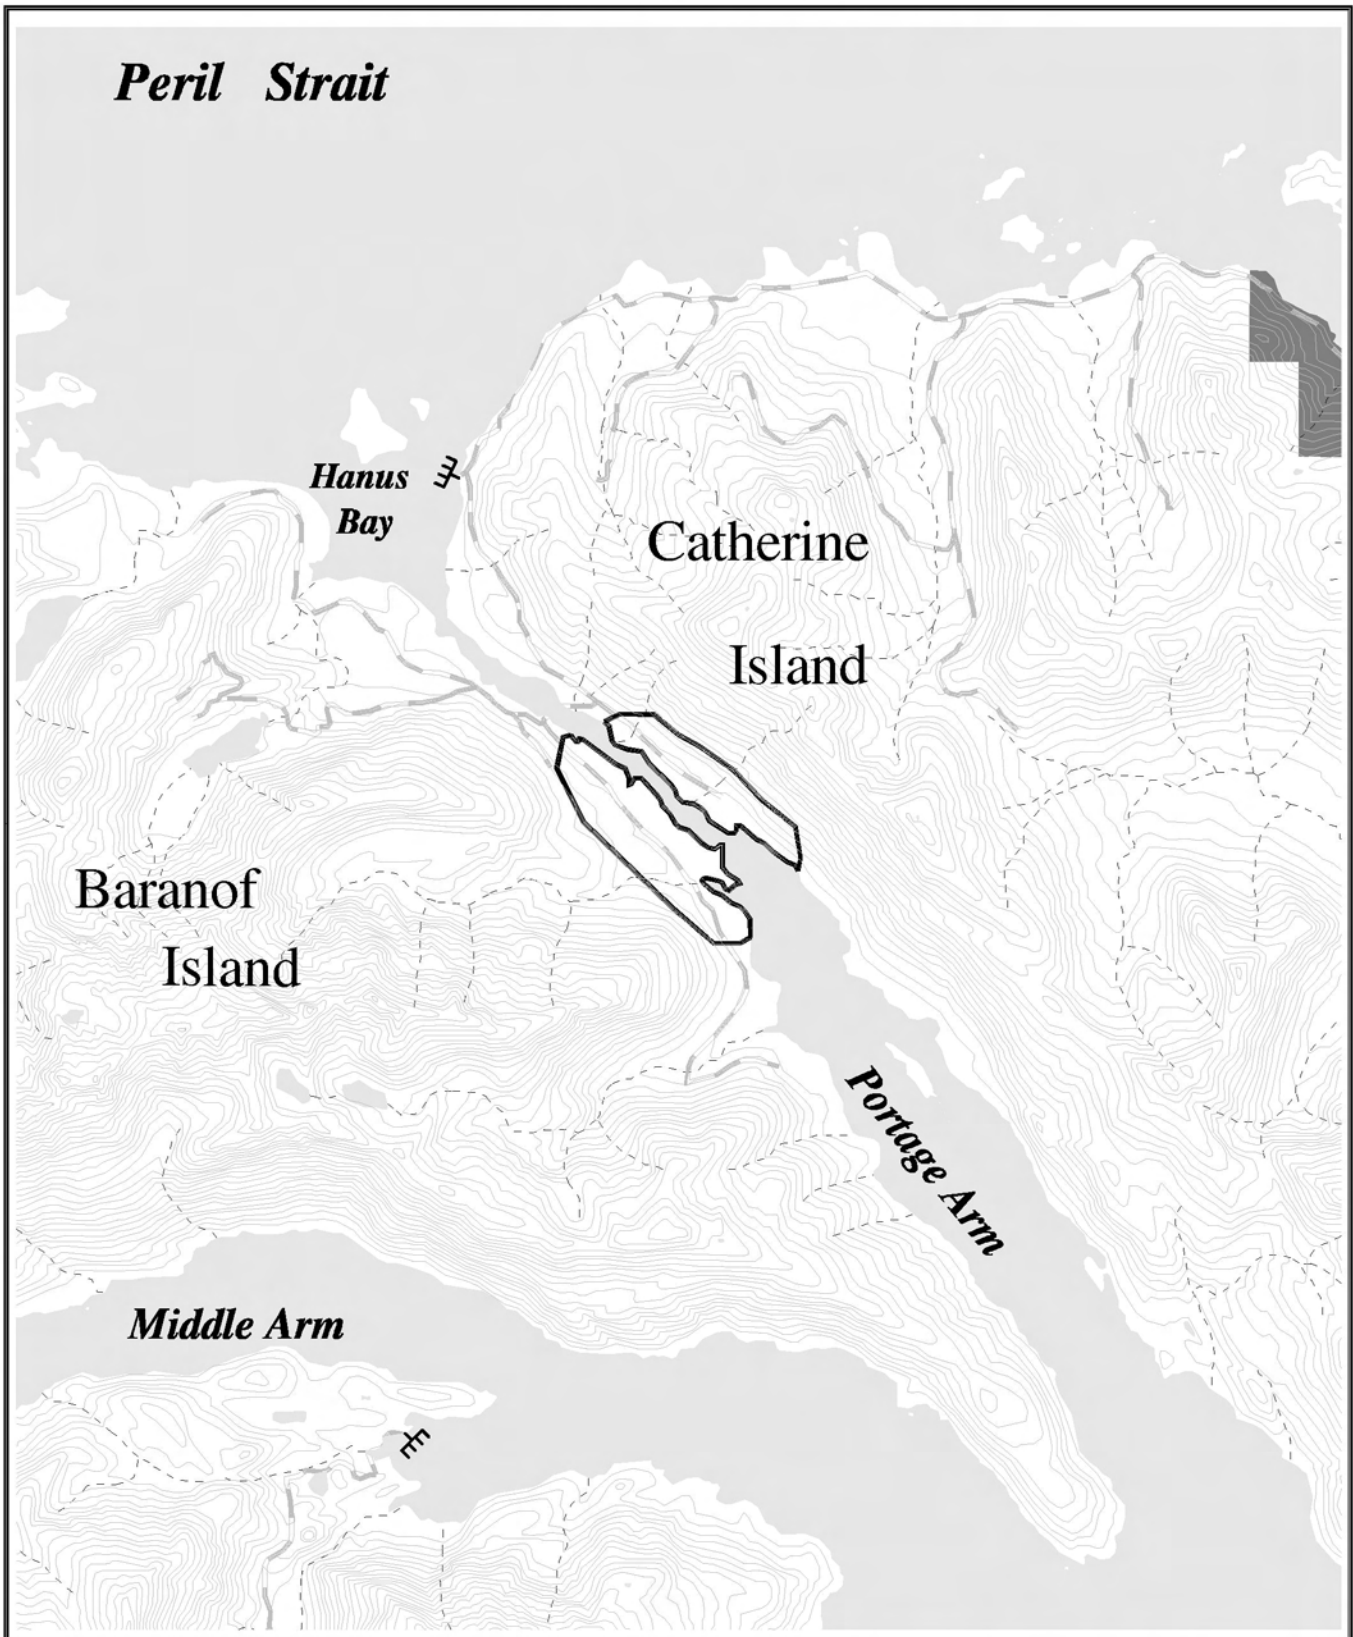 Peril Strait
Hanus
Bay
Catherine
Island
Baranof
Island
Portage Arm
Middle Arm